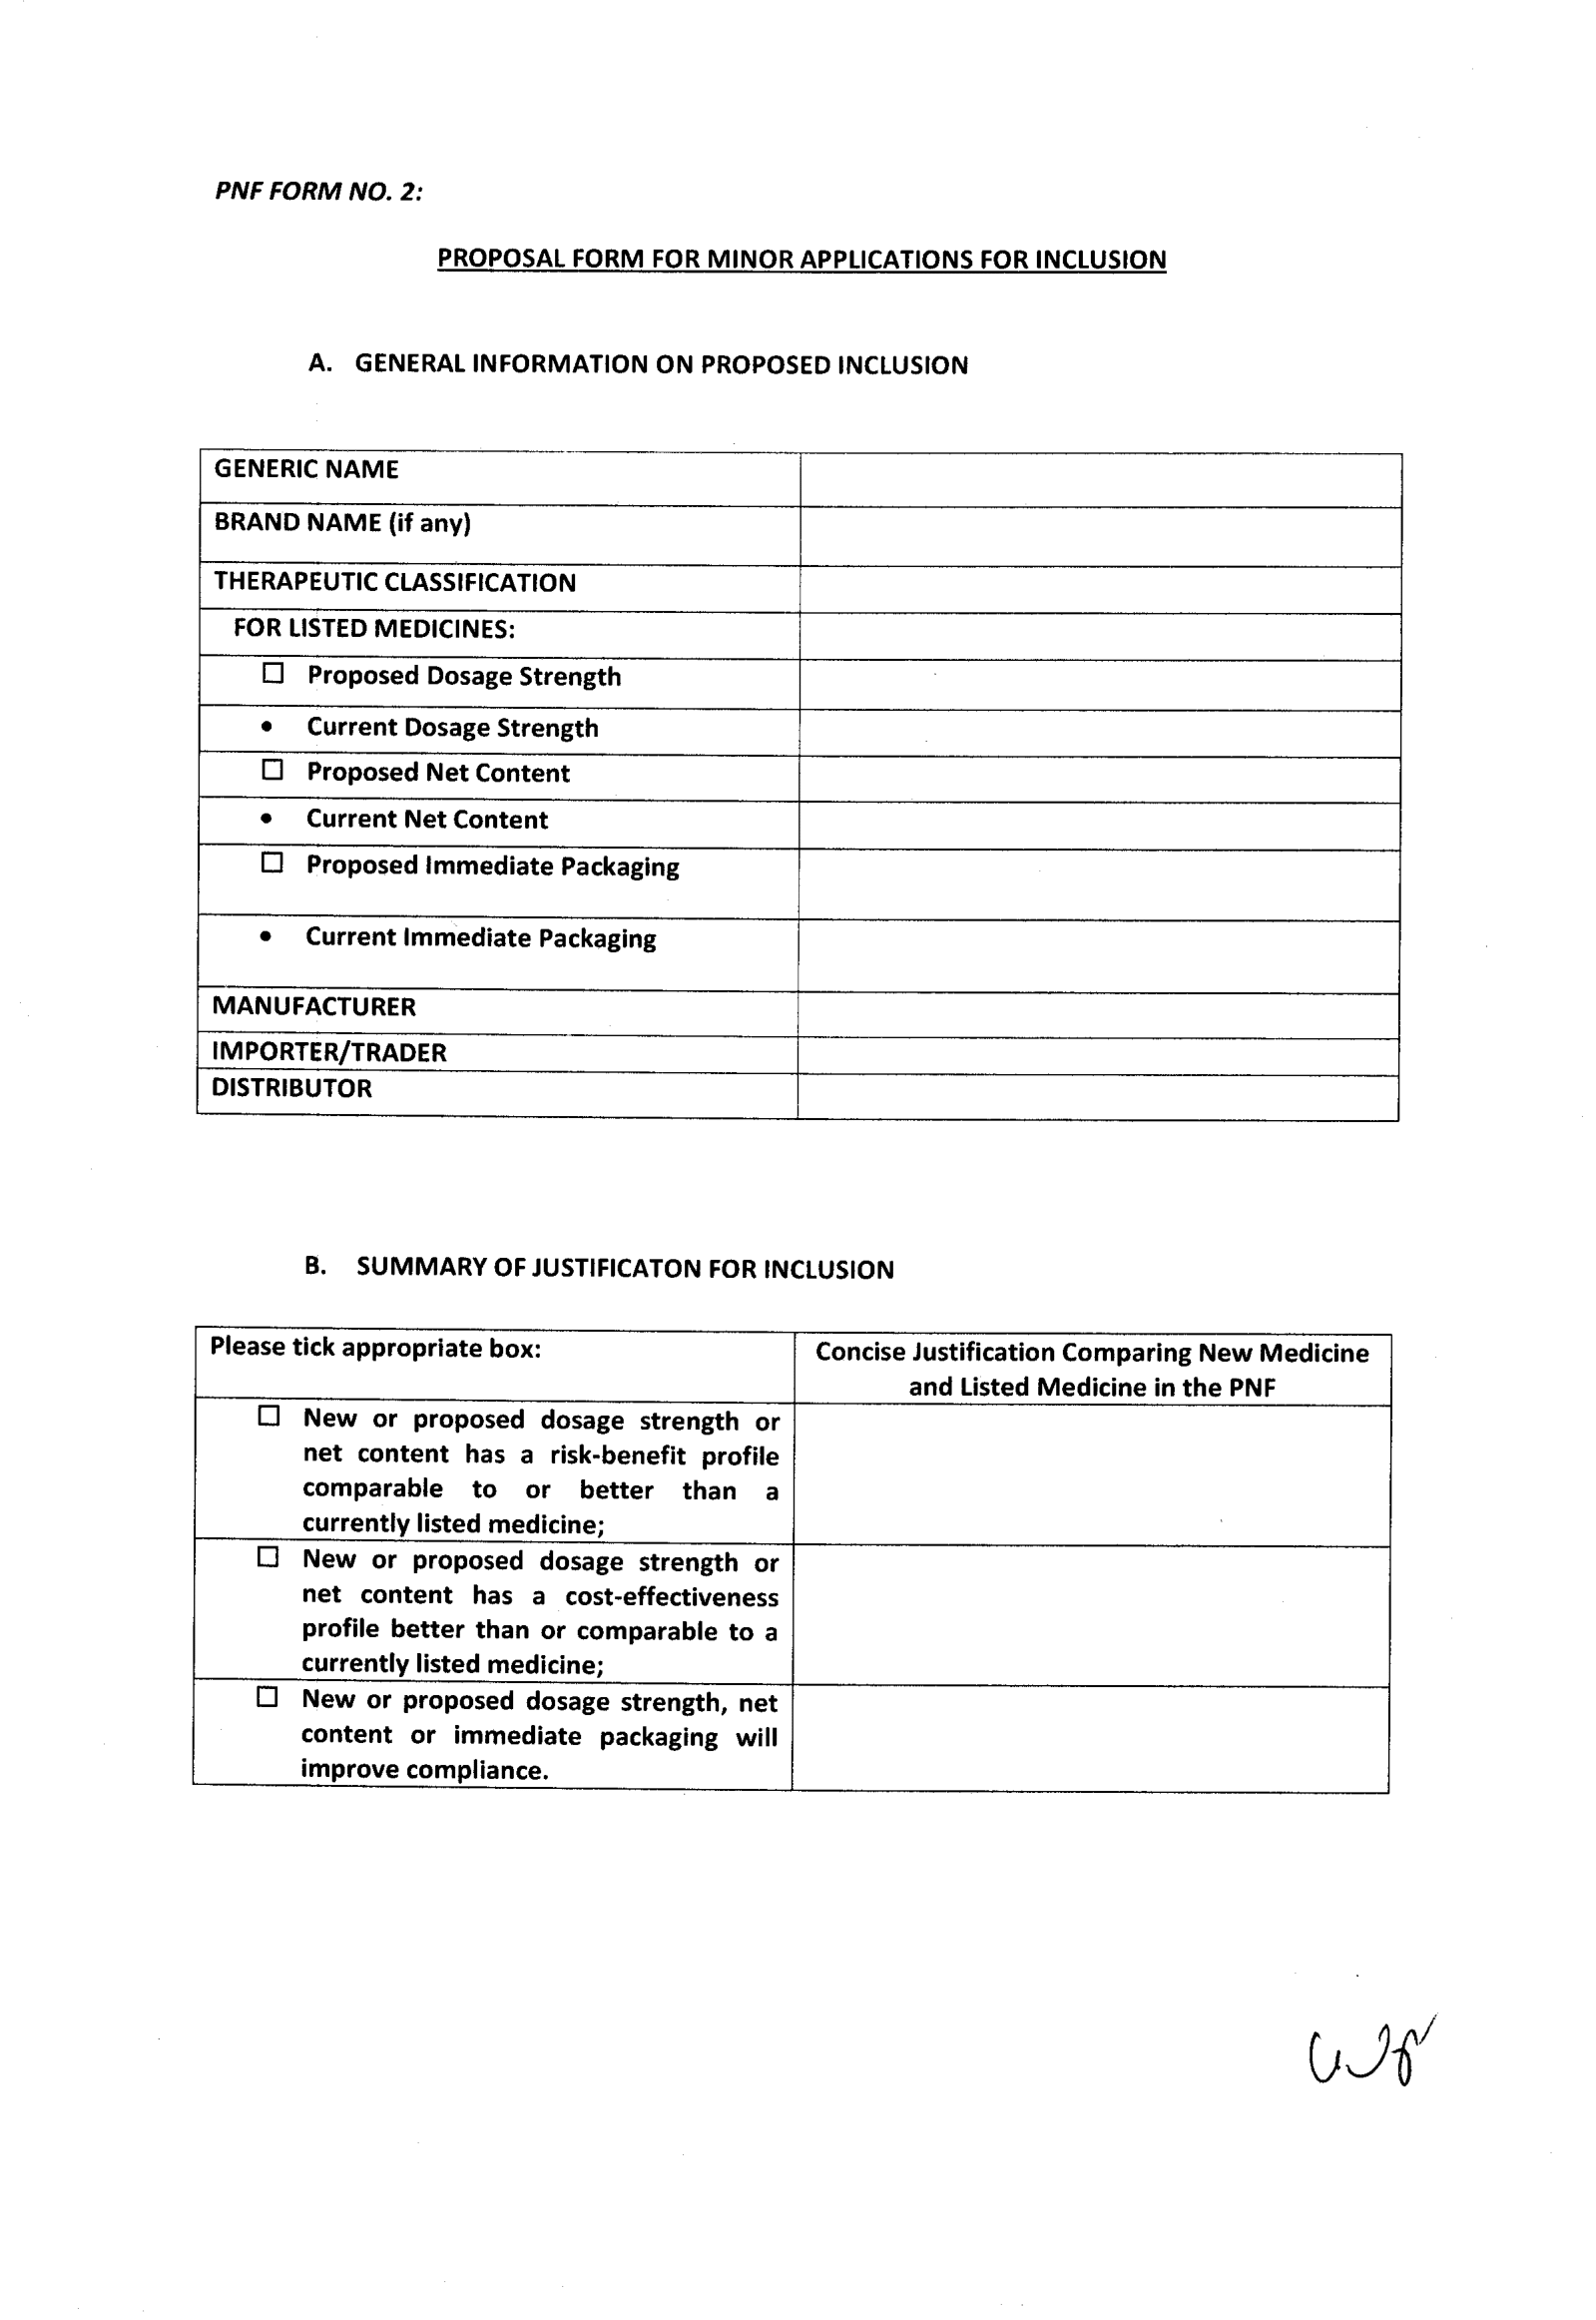 PNF FORM NO. 2:
PROPOSAL FORM FOR MINOR APPLICATIONS FOR INCLUSION
A. GENERAL INFORMATION ON PROPOSED INCLUSION
GENERIC NAME
BRAND NAME (if any)
THERAPEUTIC CLASSIFICATION
FOR LISTED MEDICINES:
☐ Proposed Dosage Strength
• Current Dosage Strength
☐ Proposed Net Content
• Current Net Content
☐ Proposed Immediate Packaging
• Current Immediate Packaging
MANUFACTURER
IMPORTER/TRADER
DISTRIBUTOR
B. SUMMARY OF JUSTIFICATON FOR INCLUSION
Please tick appropriate box:
Concise Justification Comparing New Medicine
and Listed Medicine in the PNF
☐ New or proposed dosage strength or
net content has a risk-benefit profile
comparable to or better than a
currently listed medicine;
☐ New or proposed dosage strength or
net content has a cost-effectiveness
profile better than or comparable to a
currently listed medicine;
☐ New or proposed dosage strength, net
content or immediate packaging will
improve compliance.